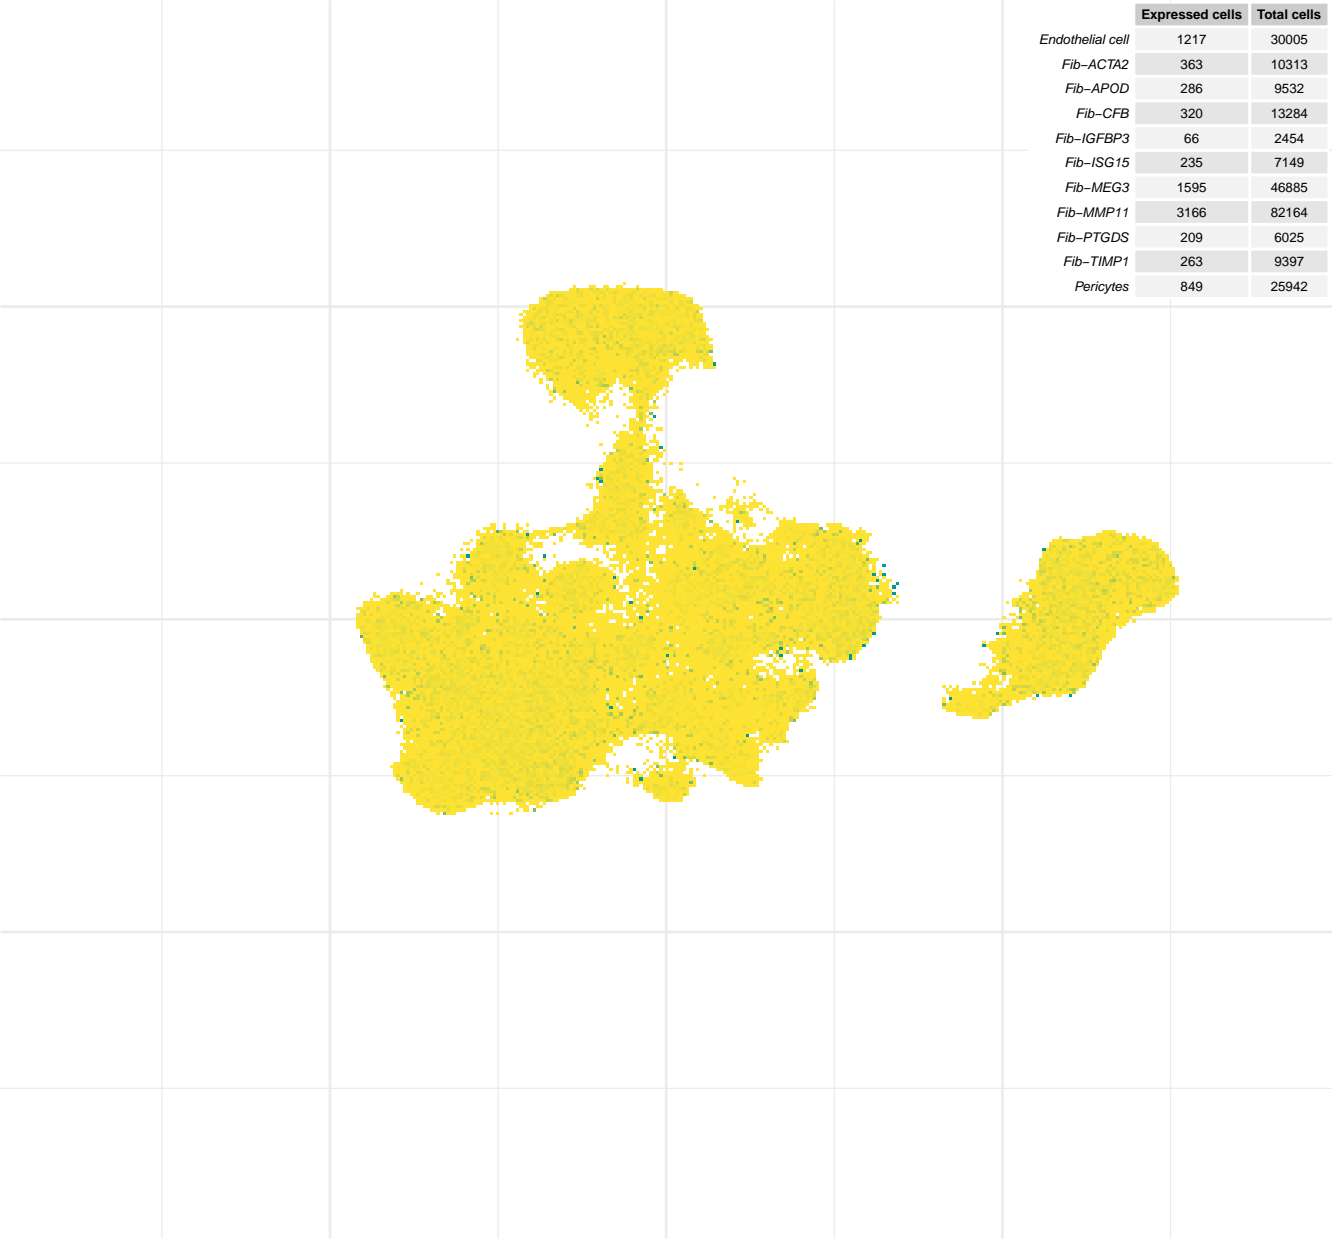 Expressed cells Total cells
Endothelial cell 1217 30005
Fib−ACTA2 363 10313
Fib−APOD 286 9532
Fib−CFB 320 13284
Fib−IGFBP3 66 2454
Fib−ISG15 235 7149
Fib−MEG3 1595 46885
Fib−MMP11 3166 82164
Fib−PTGDS 209 6025
Fib−TIMP1 263 9397
Pericytes 849 25942